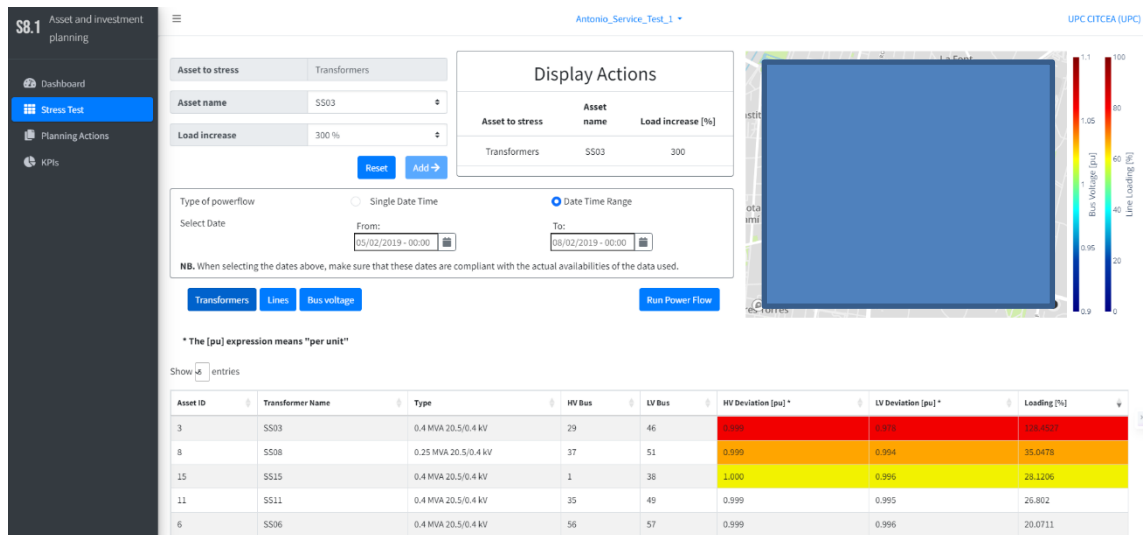 S8.1 Asset and investment planning
Dashboard
Stress Test
Planning Actions
KPIs
Antonio_Service_Test_1
UPC CITCEA (UPC)
Asset to stress Transformers
Asset name SS03
Load increase 300 %
Reset Add
Display Actions
Asset to stress Asset name Load increase [%]
Transformers SS03 300
Type of powerflow Single Date Time Date Time Range
Select Date From: To:
05/02/2019 - 00:00 08/02/2019 - 00:00
NB. When selecting the dates above, make sure that these dates are compliant with the actual availabilities of the data used.
Transformers Lines Bus voltage Run Power Flow
La Font
1.1
1.05
1
0.95
0.9
Bus Voltage [pu]
100
80
60
40
20
0
Line Loading [%]
* The [pu] expression means "per unit"
Show entries
Asset ID Transformer Name Type HV Bus LV Bus HV Deviation [pu] * LV Deviation [pu] * Loading [%]
3 SS03 0.4 MVA 20.5/0.4 kV 29 46 0.999 0.975 128.4527
8 SS08 0.25 MVA 20.5/0.4 kV 37 51 0.999 0.994 35.0478
15 SS15 0.4 MVA 20.5/0.4 kV 1 38 1.000 0.996 28.1206
11 SS11 0.4 MVA 20.5/0.4 kV 35 49 0.999 0.995 26.802
6 SS06 0.4 MVA 20.5/0.4 kV 56 57 0.999 0.996 20.0711